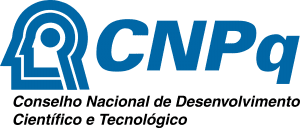 CNPq
Conselho Nacional de Desenvolvimento
Científico e Tecnológico